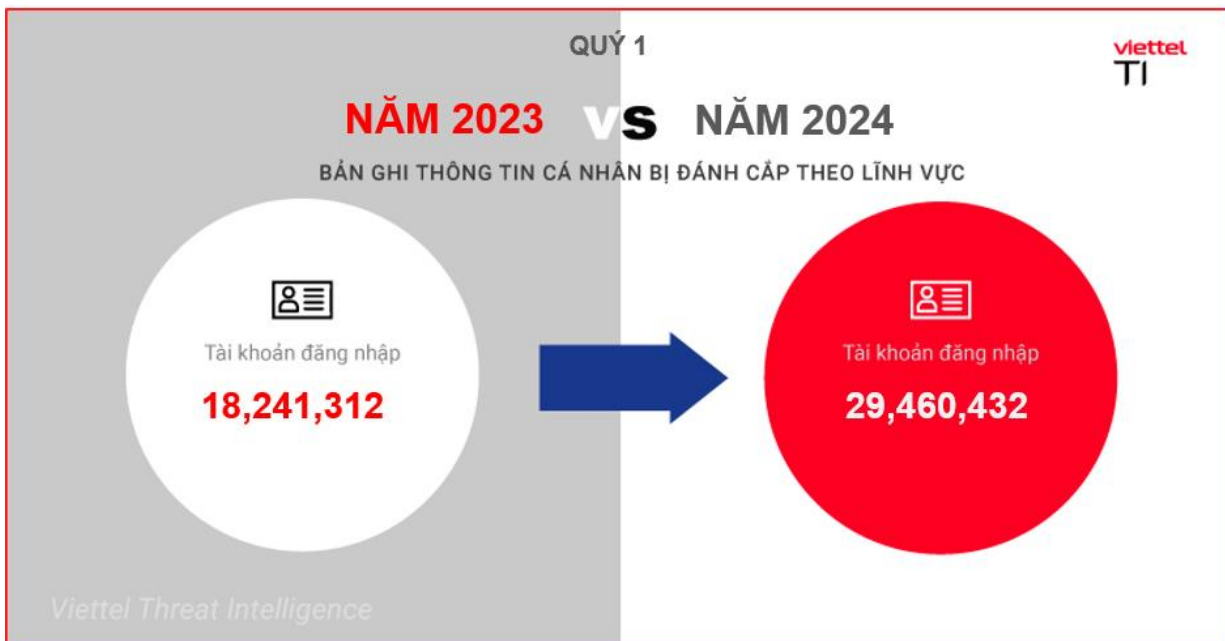 QUÝ 1
viettel
TI
NĂM 2023 vs NĂM 2024
BẢN GHI THÔNG TIN CÁ NHÂN BỊ ĐÁNH CẮP THEO LĨNH VỰC
Tài khoản đăng nhập
18,241,312
Tài khoản đăng nhập
29,460,432
Viettel Threat Intelligence